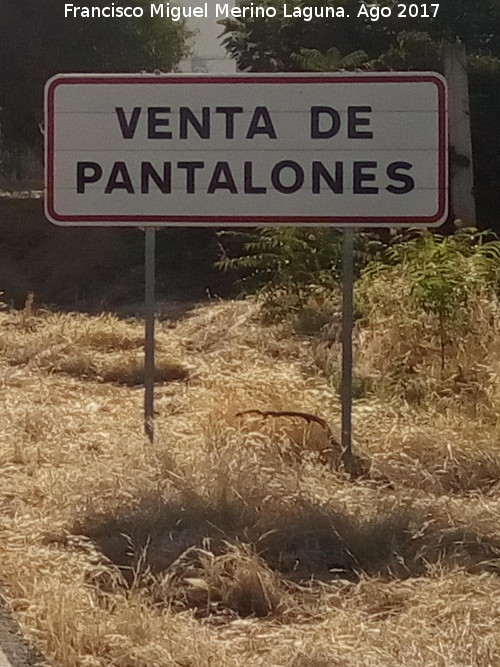 Francisco Miguel Merino Laguna. Ago 2017
VENTA DE
PANTALONES